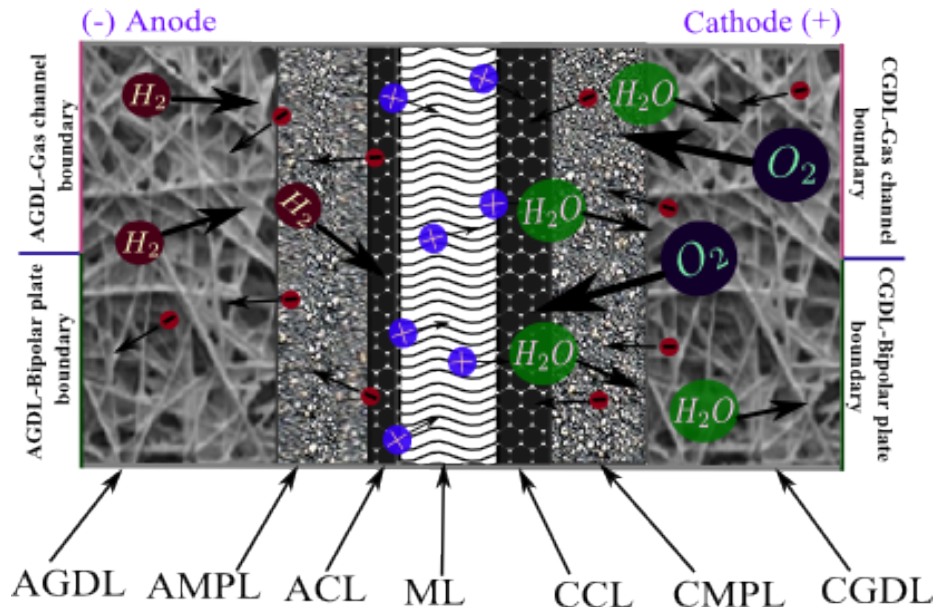 (-) Anode
Cathode (+)
AGDL-Gas channel
boundary
AGDL-Bipolar plate
boundary
H2
H2
H2
H2O
O2
H2O
O2
H2O
H2O
CGDL-Gas channel
boundary
CGDL-Bipolar plate
boundary
AGDL
AMPL
ACL
ML
CCL
CMPL
CGDL